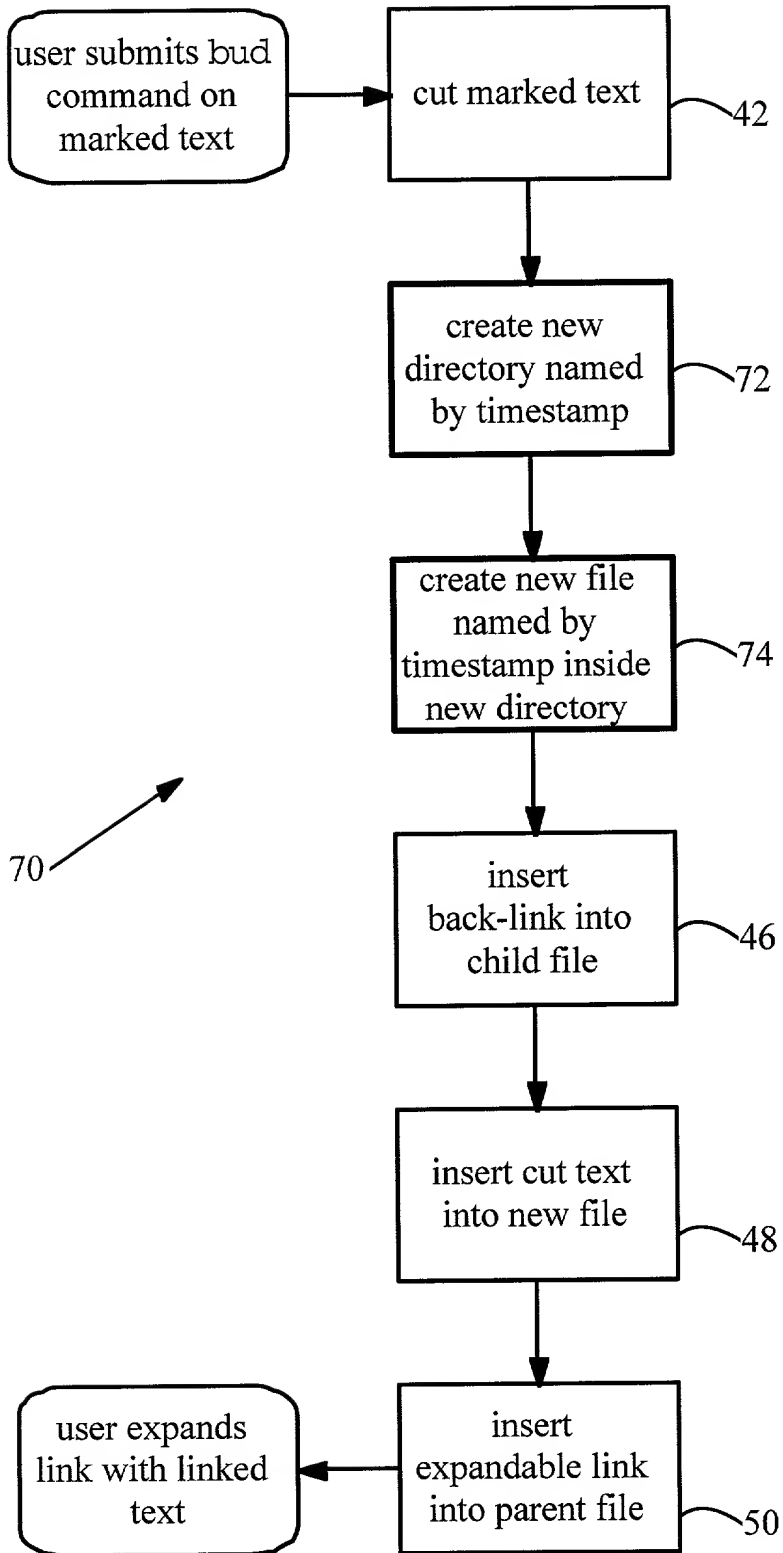 user submits bud
command on
marked text
cut marked text
42
create new
directory named
by timestamp
72
create new file
named by
timestamp inside
new directory
74
70
insert
back-link into
child file
46
insert cut text
into new file
48
user expands
link with linked
text
insert
expandable link
into parent file
50